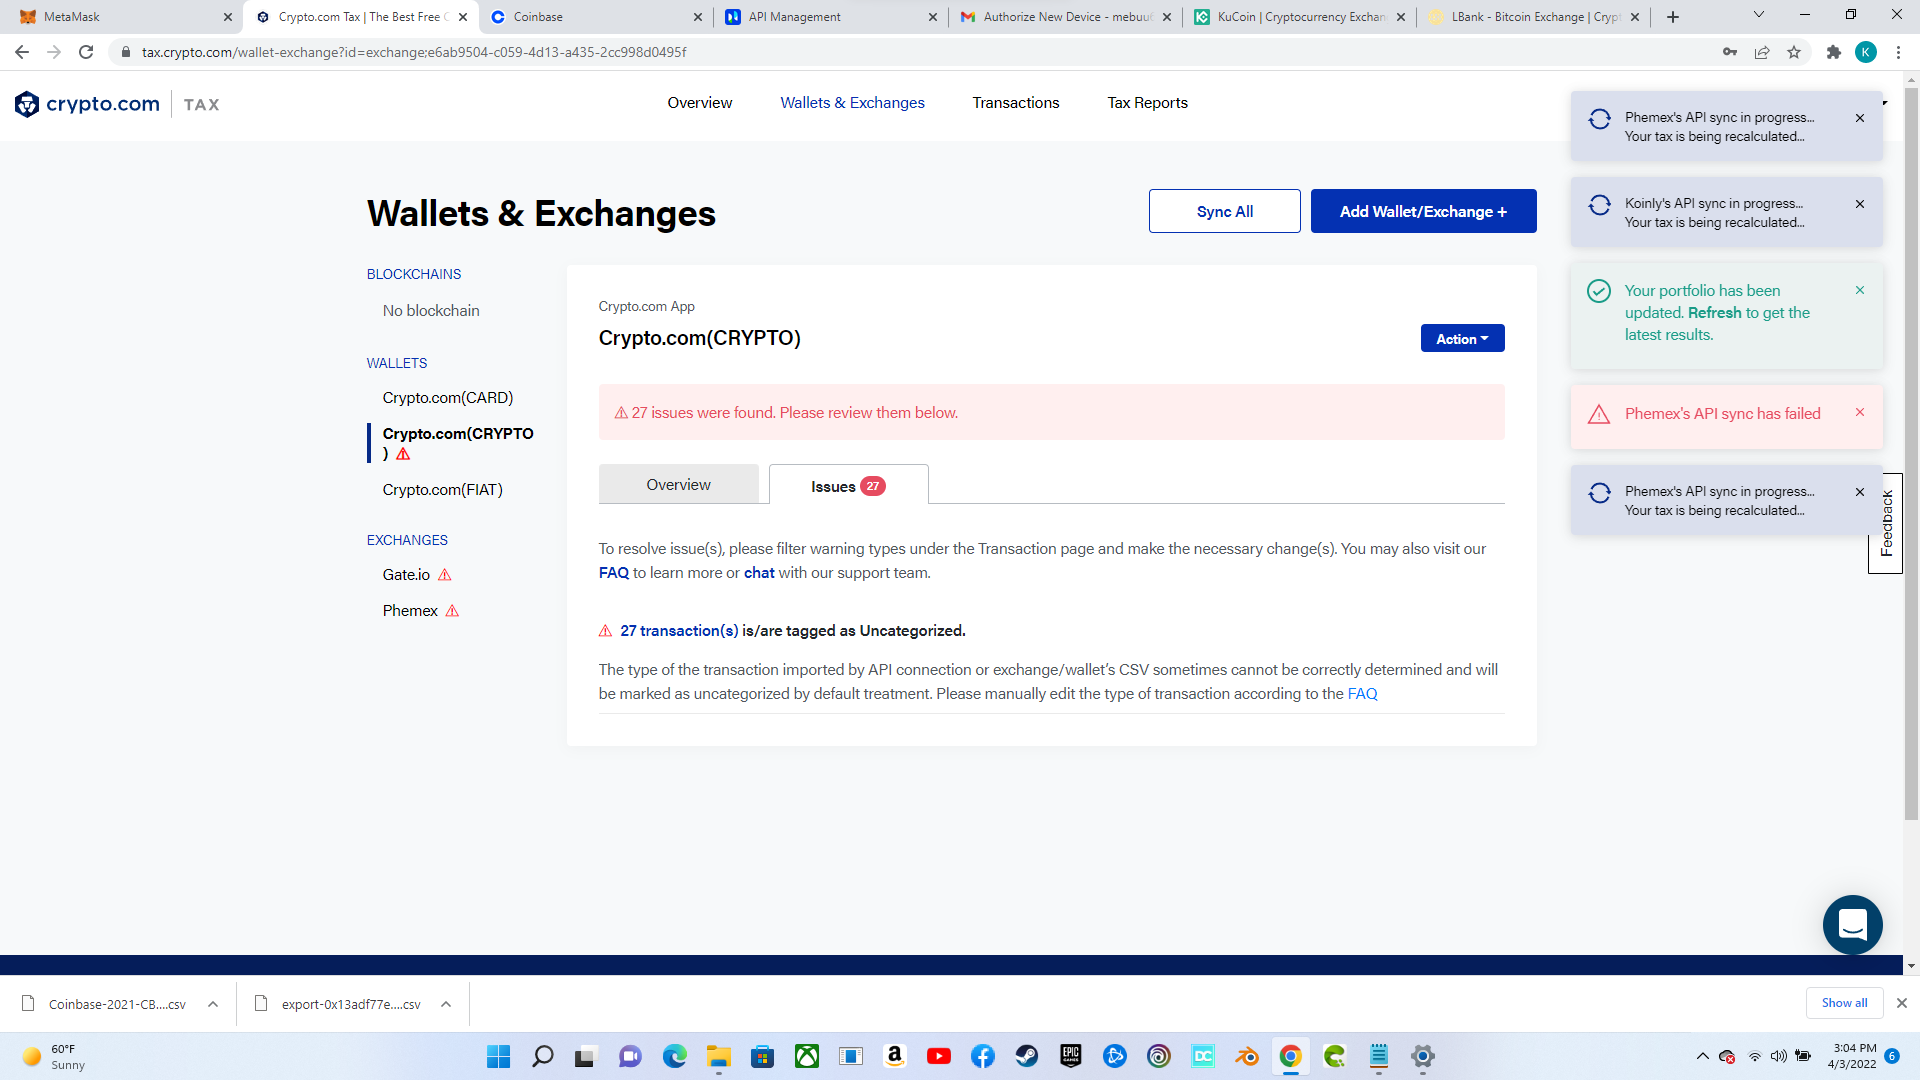 MetaMask
Crypto.com Tax | The Best Free C
Coinbase
API Management
Authorize New Device - mebuu
KuCoin | Cryptocurrency Exchan
LBank - Bitcoin Exchange | Crypt
tax.crypto.com/wallet-exchange?id=exchange;e6ab9504-c059-4d13-a435-2cc998d0495f
K
crypto.com TAX
Overview
Wallets & Exchanges
Transactions
Tax Reports
Phemex's API sync in progress...
Your tax is being recalculated...
Koinly's API sync in progress...
Your tax is being recalculated...
Your portfolio has been
updated. Refresh to get the
latest results.
Phemex's API sync has failed
Phemex's API sync in progress...
Your tax is being recalculated...
Feedback
Wallets & Exchanges
Sync All
Add Wallet/Exchange +
BLOCKCHAINS
No blockchain
WALLETS
Crypto.com(CARD)
Crypto.com(CRYPTO
)
Crypto.com(FIAT)
EXCHANGES
Gate.io
Phemex
Crypto.com App
Crypto.com(CRYPTO)
Action
27 issues were found. Please review them below.
Overview
Issues 27
To resolve issue(s), please filter warning types under the Transaction page and make the necessary change(s). You may also visit our
FAQ to learn more or chat with our support team.
27 transaction(s) is/are tagged as Uncategorized.
The type of the transaction imported by API connection or exchange/wallet's CSV sometimes cannot be correctly determined and will
be marked as uncategorized by default treatment. Please manually edit the type of transaction according to the FAQ
Coinbase-2021-CB....csv
export-0x13adf77e....csv
Show all
60°F
Sunny
a
EPIC
GAMES
DC
3:04 PM
4/3/2022
6